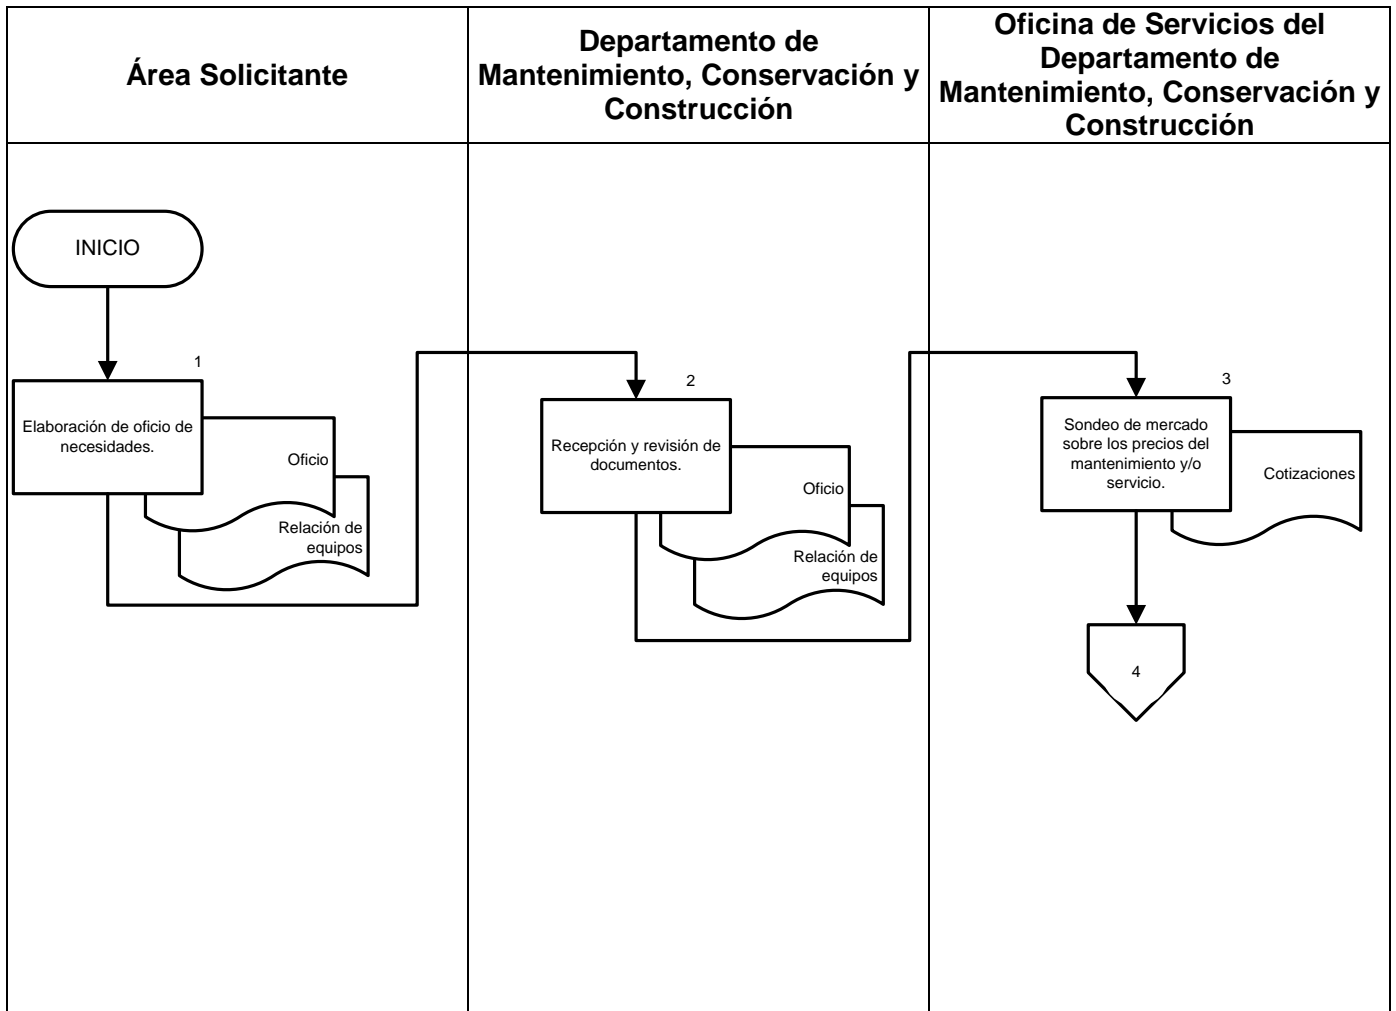 Área Solicitante
Departamento de
Mantenimiento, Conservación y
Construcción
Oficina de Servicios del
Departamento de
Mantenimiento, Conservación y
Construcción
INICIO
1
Elaboración de oficio de
necesidades.
Oficio
Relación de
equipos
2
Recepción y revisión de
documentos.
Oficio
Relación de
equipos
3
Sondeo de mercado
sobre los precios del
mantenimiento y/o
servicio.
Cotizaciones
4